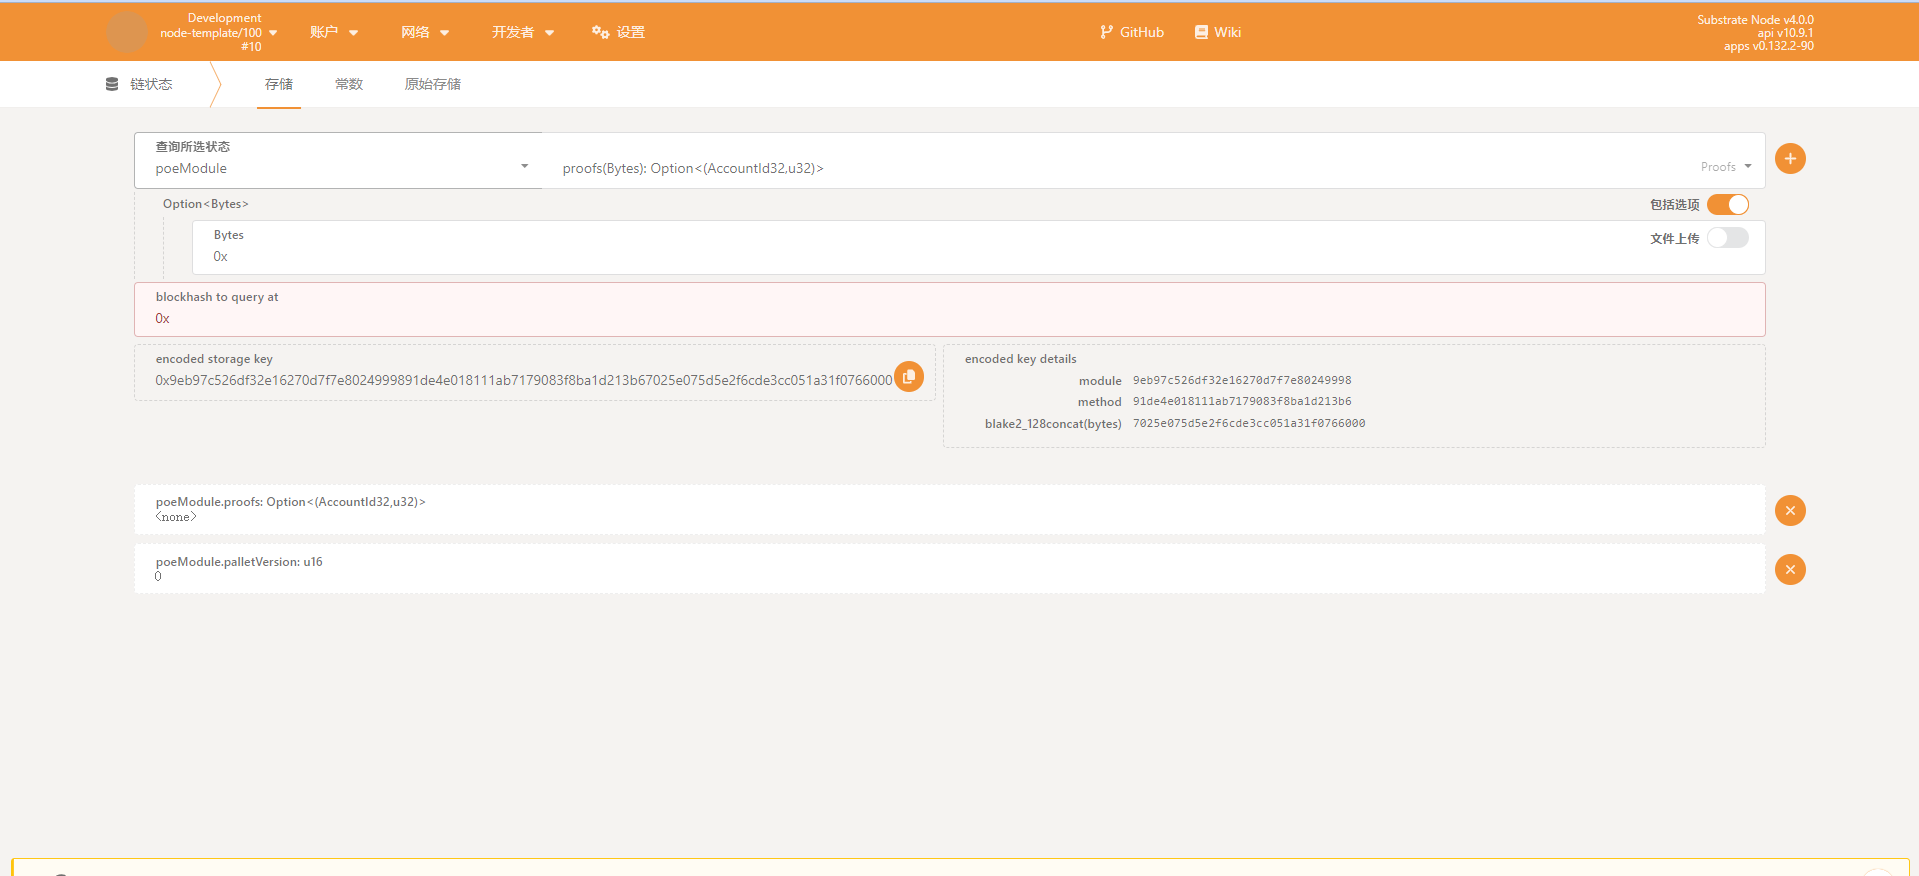 Development
node-template/100
#10
账户
网络
开发者
设置
GitHub
Wiki
Substrate Node v4.0.0
api v10.9.1
apps v0.132.2-90
链状态
存储
常数
原始存储
查询所选状态
poeModule
proofs(Bytes): Option<(AccountId32,u32)>
Proofs
Option<Bytes>
包括选项
Bytes
0x
文件上传
blockhash to query at
0x
encoded storage key
0x9eb97c526df32e16270d7f7e8024999891de4e018111ab7179083f8ba1d213b67025e075d5e2f6cde3cc051a31f0766000
encoded key details
module 9eb97c526df32e16270d7f7e80249998
method 91de4e018111ab7179083f8ba1d213b6
blake2_128concat(bytes) 7025e075d5e2f6cde3cc051a31f0766000
poeModule.proofs: Option<(AccountId32,u32)>
<none>
poeModule.palletVersion: u16
0